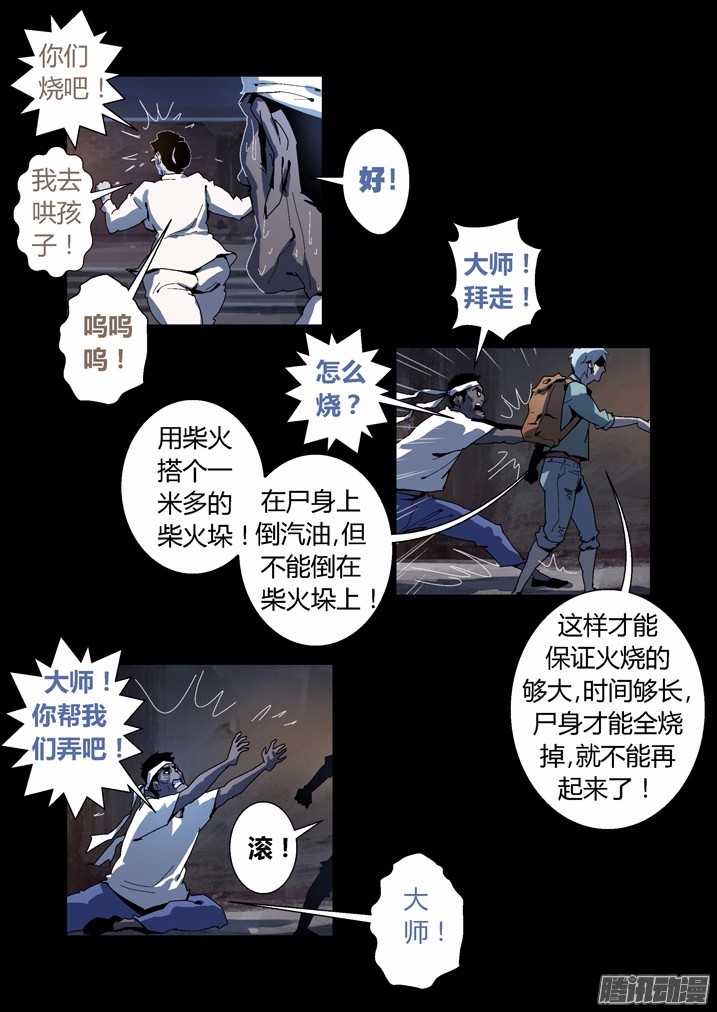 你们
烧吧！
我去
哄孩
子！
呜呜
呜！
好！
大师！
拜走！
怎么
烧？
用柴火
搭个一
米多的
柴火垛！
在尸身上
倒汽油，但
不能倒在
柴火垛上！
这样才能
保证火烧的
够大，时间够长，
尸身才能全烧
掉，就不能再
起来了！
大师！
你帮我
们弄吧！
滚！
大
师！
腾讯动漫